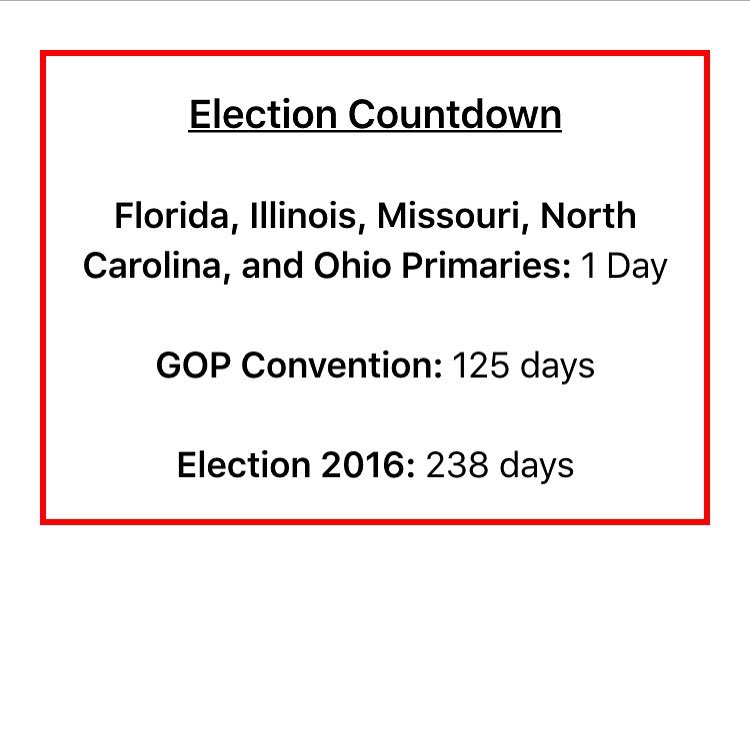 Election Countdown
Florida, Illinois, Missouri, North
Carolina, and Ohio Primaries: 1 Day
GOP Convention: 125 days
Election 2016: 238 days